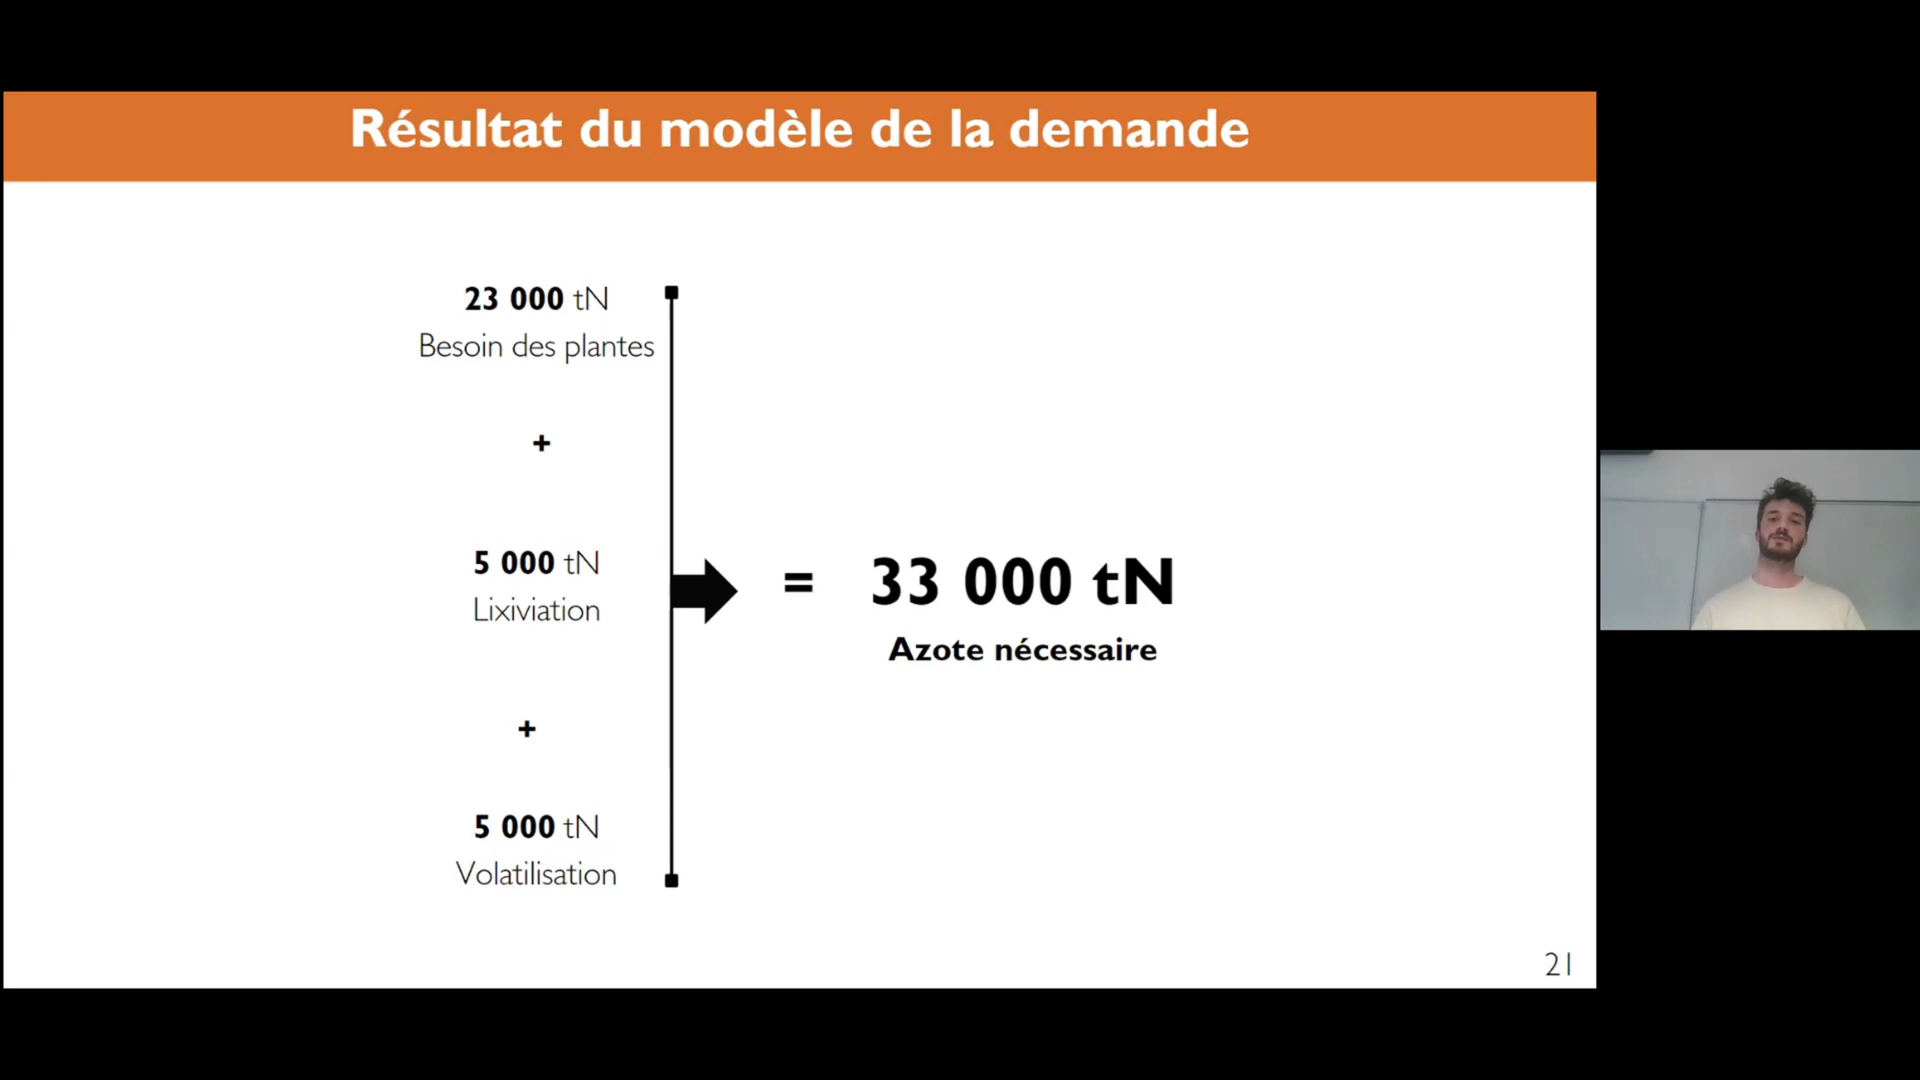 Résultat du modèle de la demande
23 000 tN
Besoin des plantes
+
5 000 tN
Lixiviation
+
5 000 tN
Volatilisation
= 33 000 tN
Azote nécessaire
21